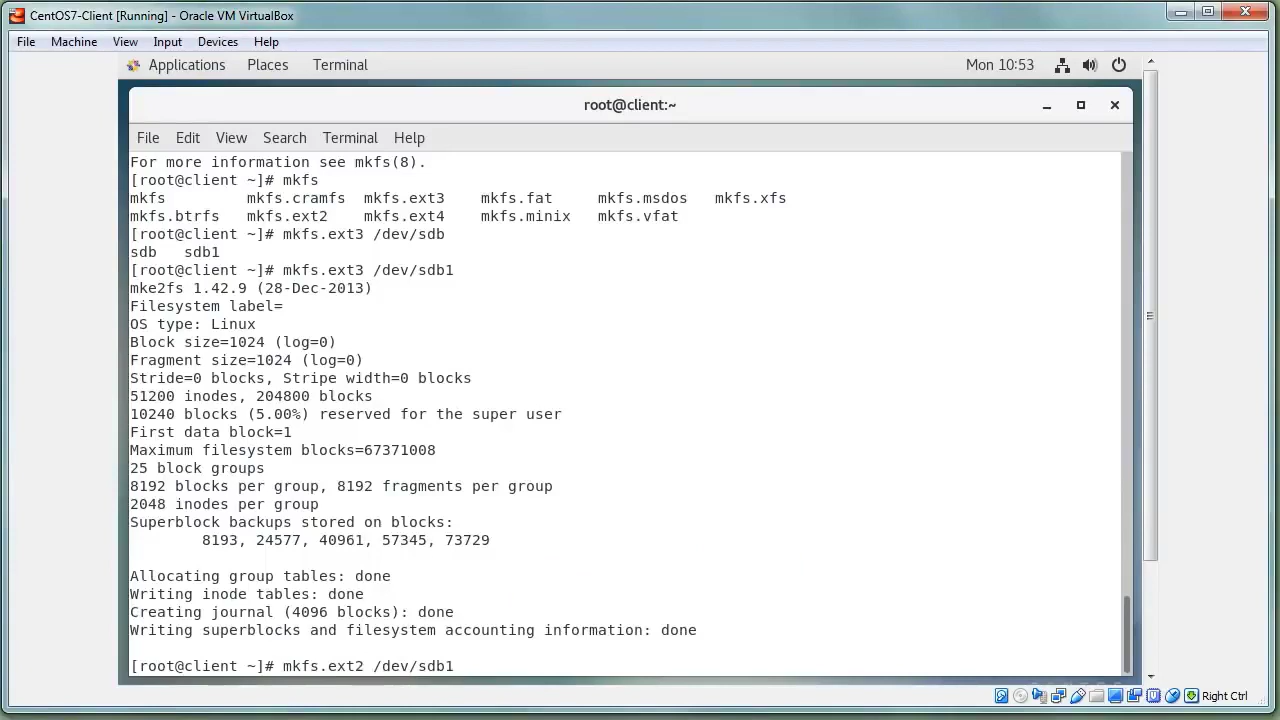 CentOS7-Client [Running] - Oracle VM VirtualBox
File Machine View Input Devices Help
Applications Places Terminal Mon 10:53
root@client:~
File Edit View Search Terminal Help
For more information see mkfs(8).
[root@client ~]# mkfs
mkfs mkfs.cramfs mkfs.ext3 mkfs.fat mkfs.msdos mkfs.xfs
mkfs.btrfs mkfs.ext2 mkfs.ext4 mkfs.minix mkfs.vfat
[root@client ~]# mkfs.ext3 /dev/sdb
sdb sdb1
[root@client ~]# mkfs.ext3 /dev/sdb1
mke2fs 1.42.9 (28-Dec-2013)
Filesystem label=
OS type: Linux
Block size=1024 (log=0)
Fragment size=1024 (log=0)
Stride=0 blocks, Stripe width=0 blocks
51200 inodes, 204800 blocks
10240 blocks (5.00%) reserved for the super user
First data block=1
Maximum filesystem blocks=67371008
25 block groups
8192 blocks per group, 8192 fragments per group
2048 inodes per group
Superblock backups stored on blocks:
8193, 24577, 40961, 57345, 73729
Allocating group tables: done
Writing inode tables: done
Creating journal (4096 blocks): done
Writing superblocks and filesystem accounting information: done
[root@client ~]# mkfs.ext2 /dev/sdb1
Right Ctrl